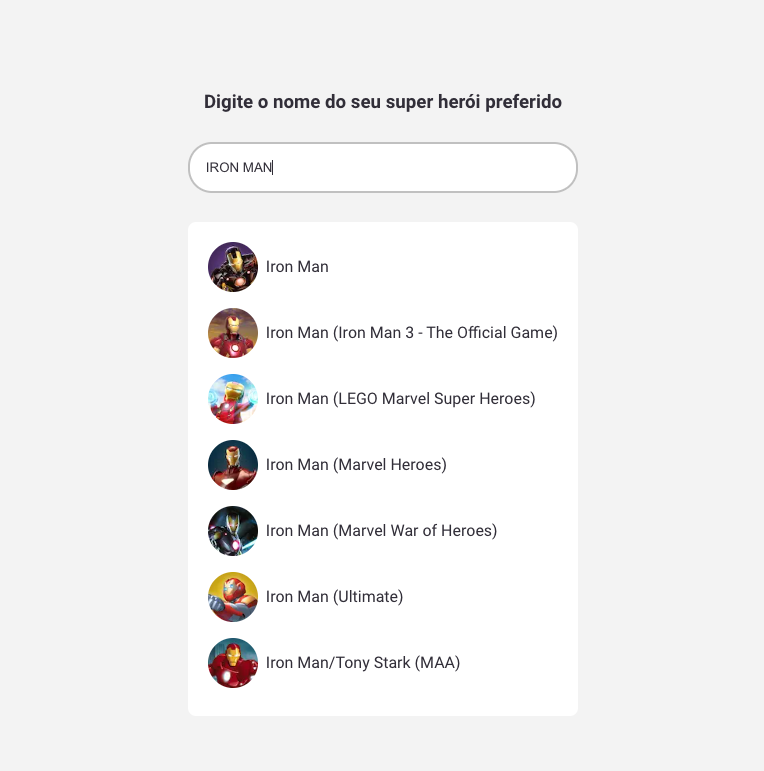 Digite o nome do seu super herói preferido
IRON MAN
Iron Man
Iron Man (Iron Man 3 - The Official Game)
Iron Man (LEGO Marvel Super Heroes)
Iron Man (Marvel Heroes)
Iron Man (Marvel War of Heroes)
Iron Man (Ultimate)
Iron Man/Tony Stark (MAA)